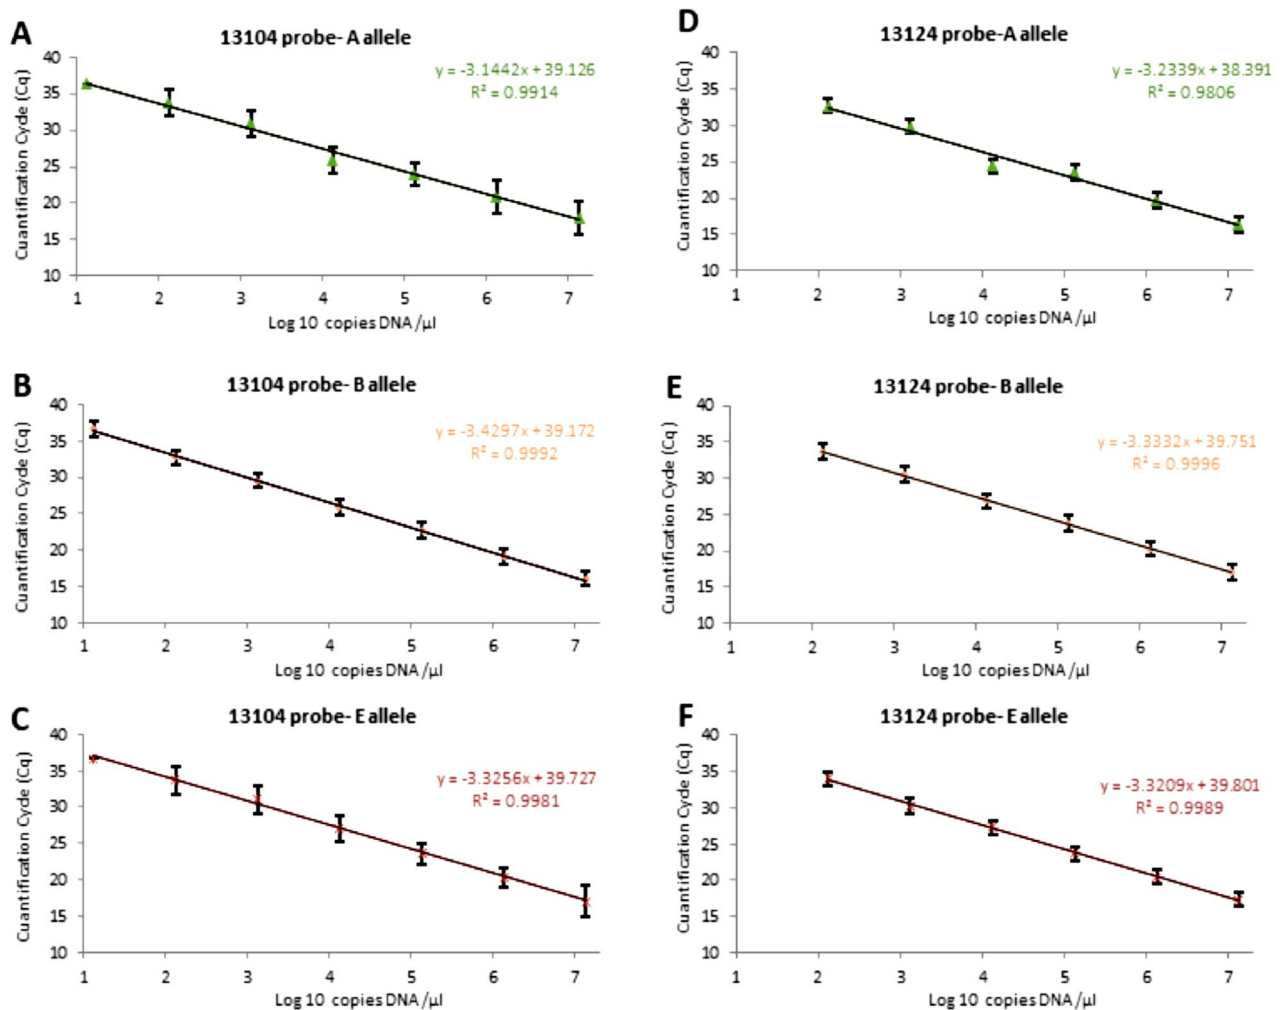 A
13104 probe- A allele
y = -3.1442x + 39.126
R² = 0.9914
Cuantification Cycle (Cq)
40
35
30
25
20
15
10
1 2 3 4 5 6 7
Log 10 copies DNA/µl
D
13124 probe-A allele
y = -3.2339x + 38.391
R² = 0.9806
Cuantification Cycle (Cq)
40
35
30
25
20
15
10
1 2 3 4 5 6 7
Log 10 copies DNA/µl
B
13104 probe- B allele
y = -3.4297x + 39.172
R² = 0.9992
Cuantification Cycle (Cq)
40
35
30
25
20
15
10
1 2 3 4 5 6 7
Log 10 copies DNA/µl
E
13124 probe- B allele
y = -3.3332x + 39.751
R² = 0.9996
Cuantification Cycle (Cq)
40
35
30
25
20
15
10
1 2 3 4 5 6 7
Log 10 copies DNA/µl
C
13104 probe- E allele
y = -3.3256x + 39.727
R² = 0.9981
Cuantification Cycle (Cq)
40
35
30
25
20
15
10
1 2 3 4 5 6 7
Log 10 copies DNA/µl
F
13124 probe- E allele
y = -3.3209x + 39.801
R² = 0.9989
Cuantification Cycle (Cq)
40
35
30
25
20
15
10
1 2 3 4 5 6 7
Log 10 copies DNA/µl